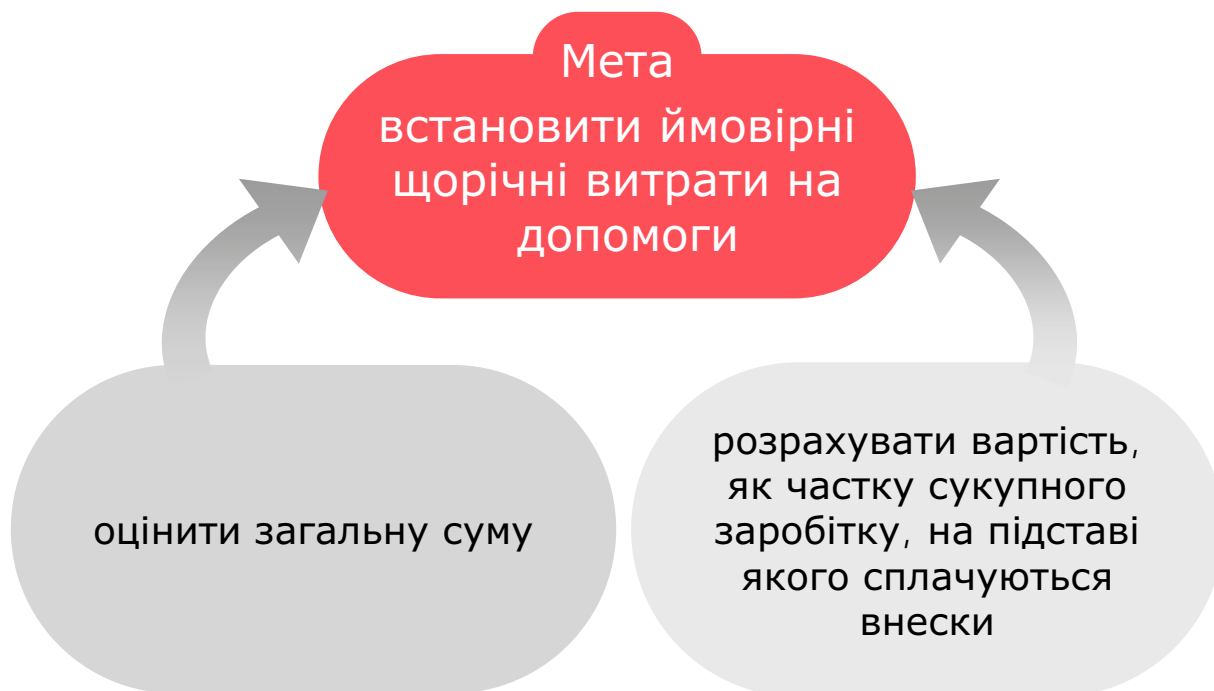 Мета
встановити ймовірні
щорічні витрати на
допомоги
оцінити загальну суму
розрахувати вартість,
як частку сукупного
заробітку, на підставі
якого сплачуються
внески